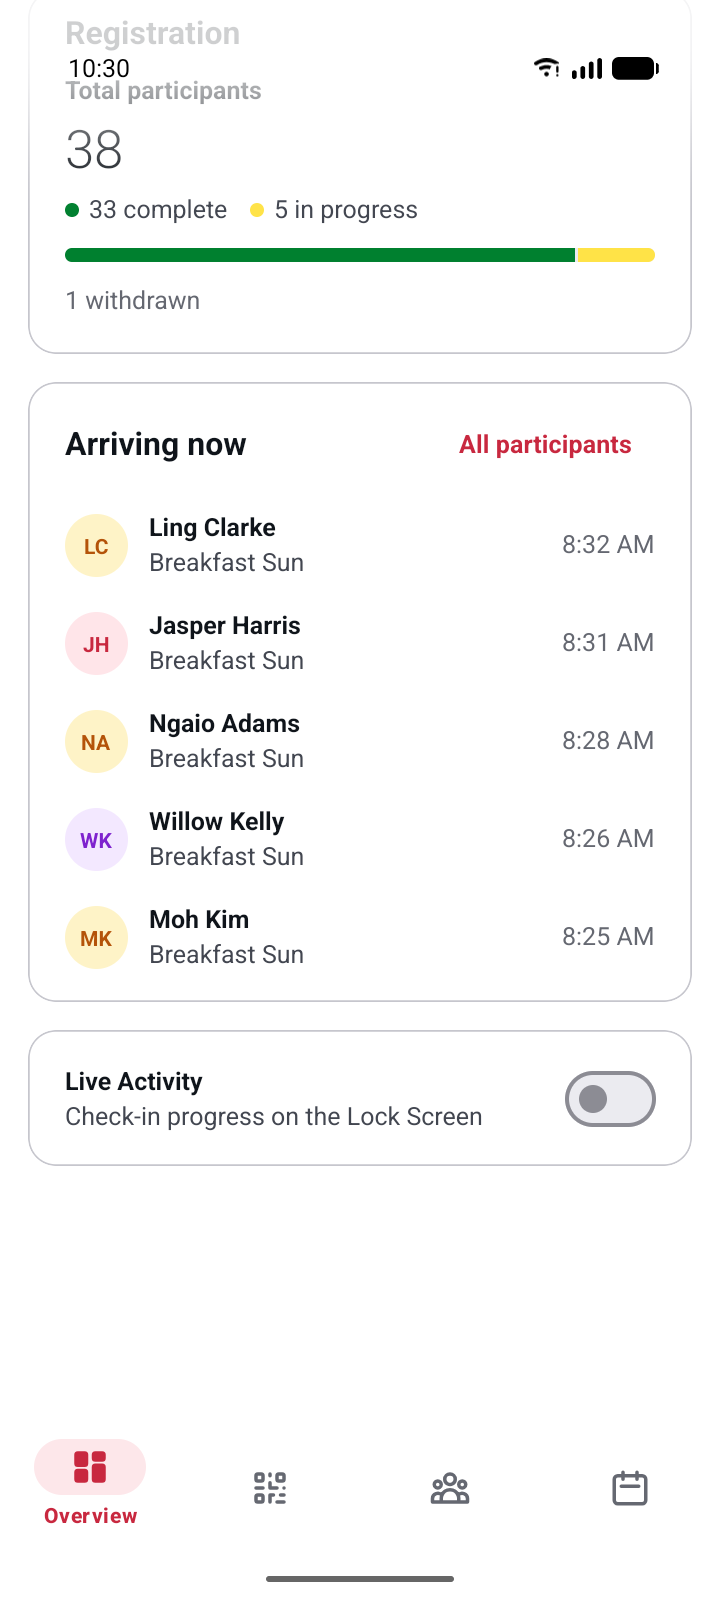 Registration
10:30
Total participants
38
33 complete
5 in progress
1 withdrawn
Arriving now
All participants
LC
Ling Clarke
Breakfast Sun
8:32 AM
JH
Jasper Harris
Breakfast Sun
8:31 AM
NA
Ngaio Adams
Breakfast Sun
8:28 AM
WK
Willow Kelly
Breakfast Sun
8:26 AM
MK
Moh Kim
Breakfast Sun
8:25 AM
Live Activity
Check-in progress on the Lock Screen
Overview